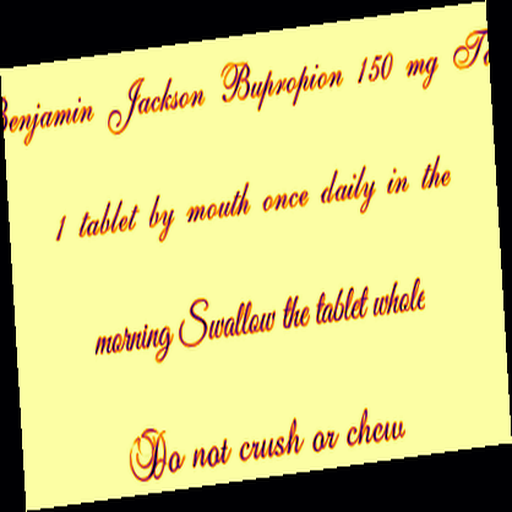 Benjamin Jackson Bupropion 150 mg
1 tablet by mouth once daily in the
morning Swallow the tablet whole
Do not crush or chew